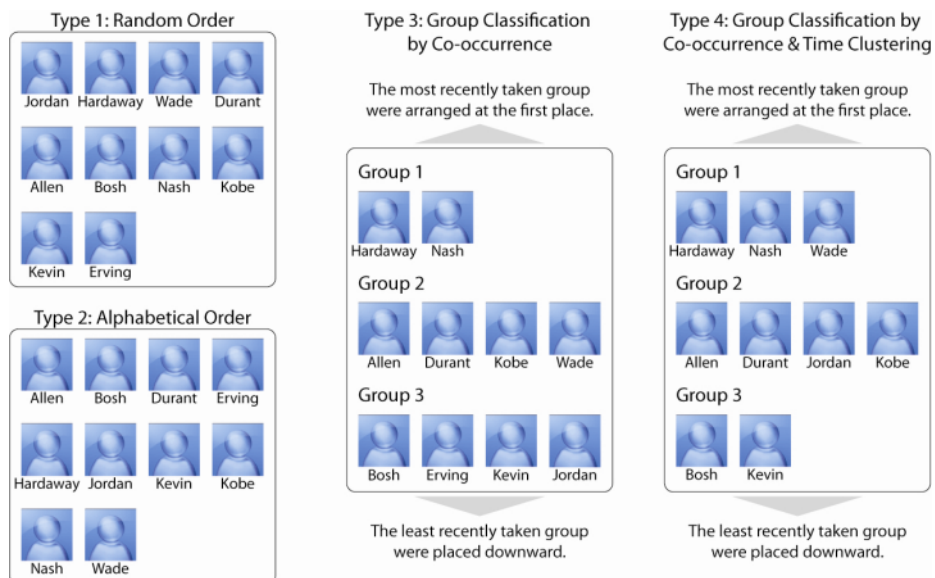 Type 1: Random Order
Jordan Hardaway Wade Durant
Allen Bosh Nash Kobe
Kevin Erving
Type 2: Alphabetical Order
Allen Bosh Durant Erving
Hardaway Jordan Kevin Kobe
Nash Wade
Type 3: Group Classification
by Co-occurrence
The most recently taken group
were arranged at the first place.
Group 1
Hardaway Nash
Group 2
Allen Durant Kobe Wade
Group 3
Bosh Erving Kevin Jordan
The least recently taken group
were placed downward.
Type 4: Group Classification by
Co-occurrence & Time Clustering
The most recently taken group
were arranged at the first place.
Group 1
Hardaway Nash Wade
Group 2
Allen Durant Jordan Kobe
Group 3
Bosh Kevin
The least recently taken group
were placed downward.